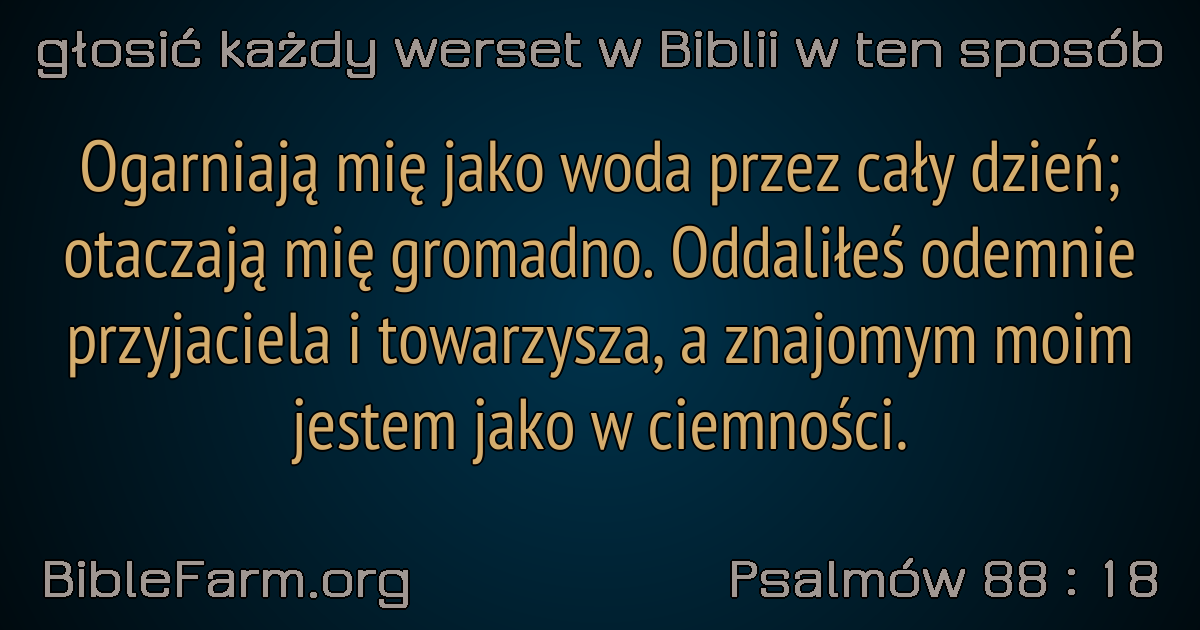 głosić każdy werset w Biblii w ten sposób
Ogarniają mię jako woda przez cały dzień;
otaczają mię gromadno. Oddaliłeś odemnie
przyjaciela i towarzysza, a znajomym moim
jestem jako w ciemności.
BibleFarm.org
Psalmów 88 : 18